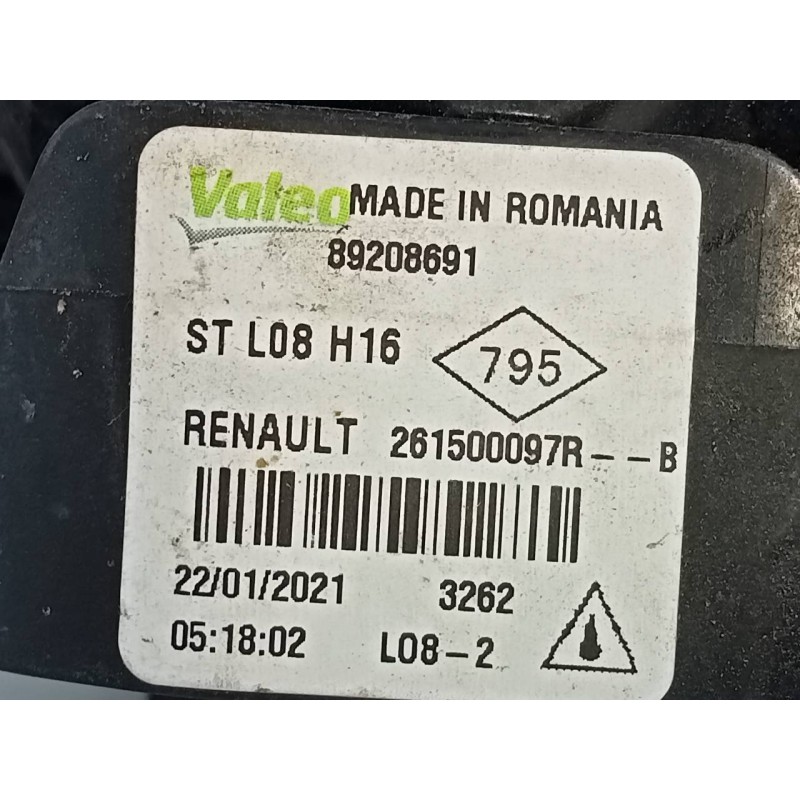 Valeo MADE IN ROMANIA
89208691
ST L08 H16 795
RENAULT 261500097R--B
22/01/2021 3262
05:18:02 L08-2